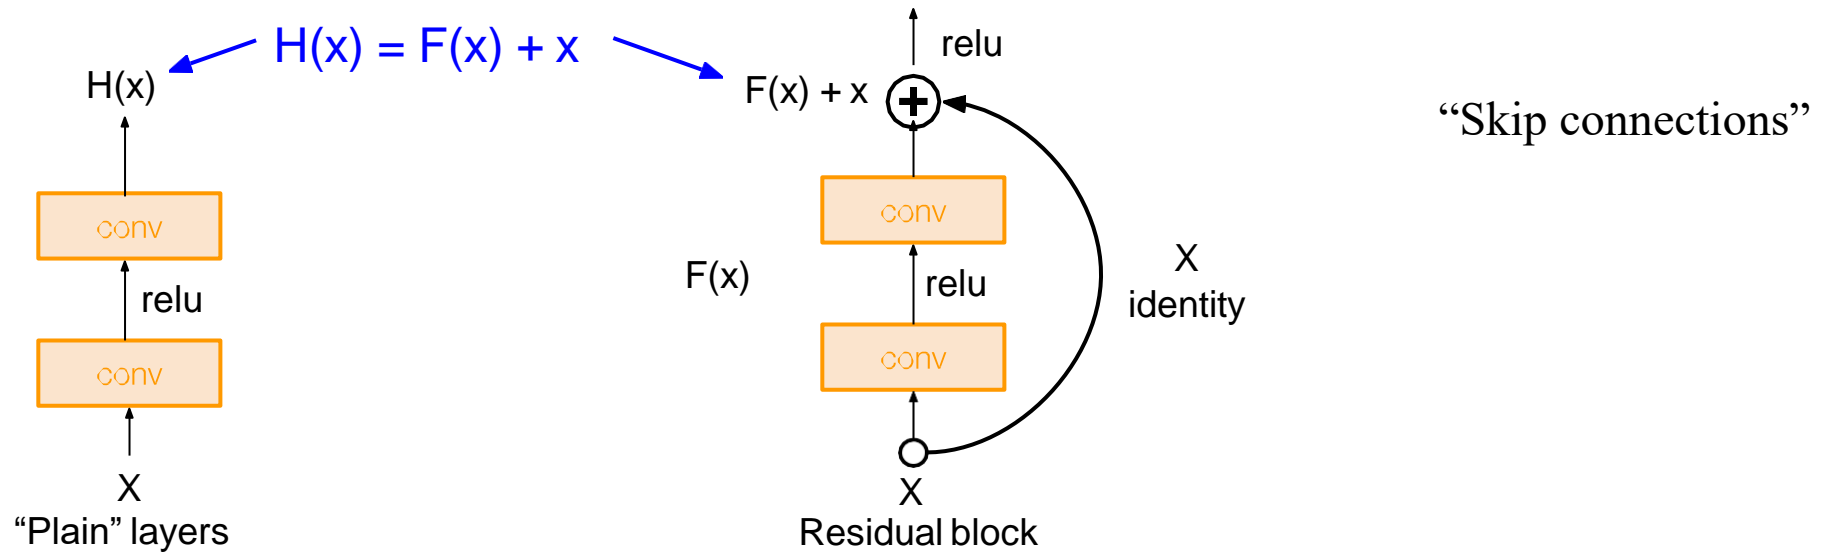 H(x) = F(x) + x
H(x)
conv
relu
conv
X
“Plain” layers
relu
F(x) + x
+
conv
F(x)
relu
conv
X
identity
X
Residual block
“Skip connections”